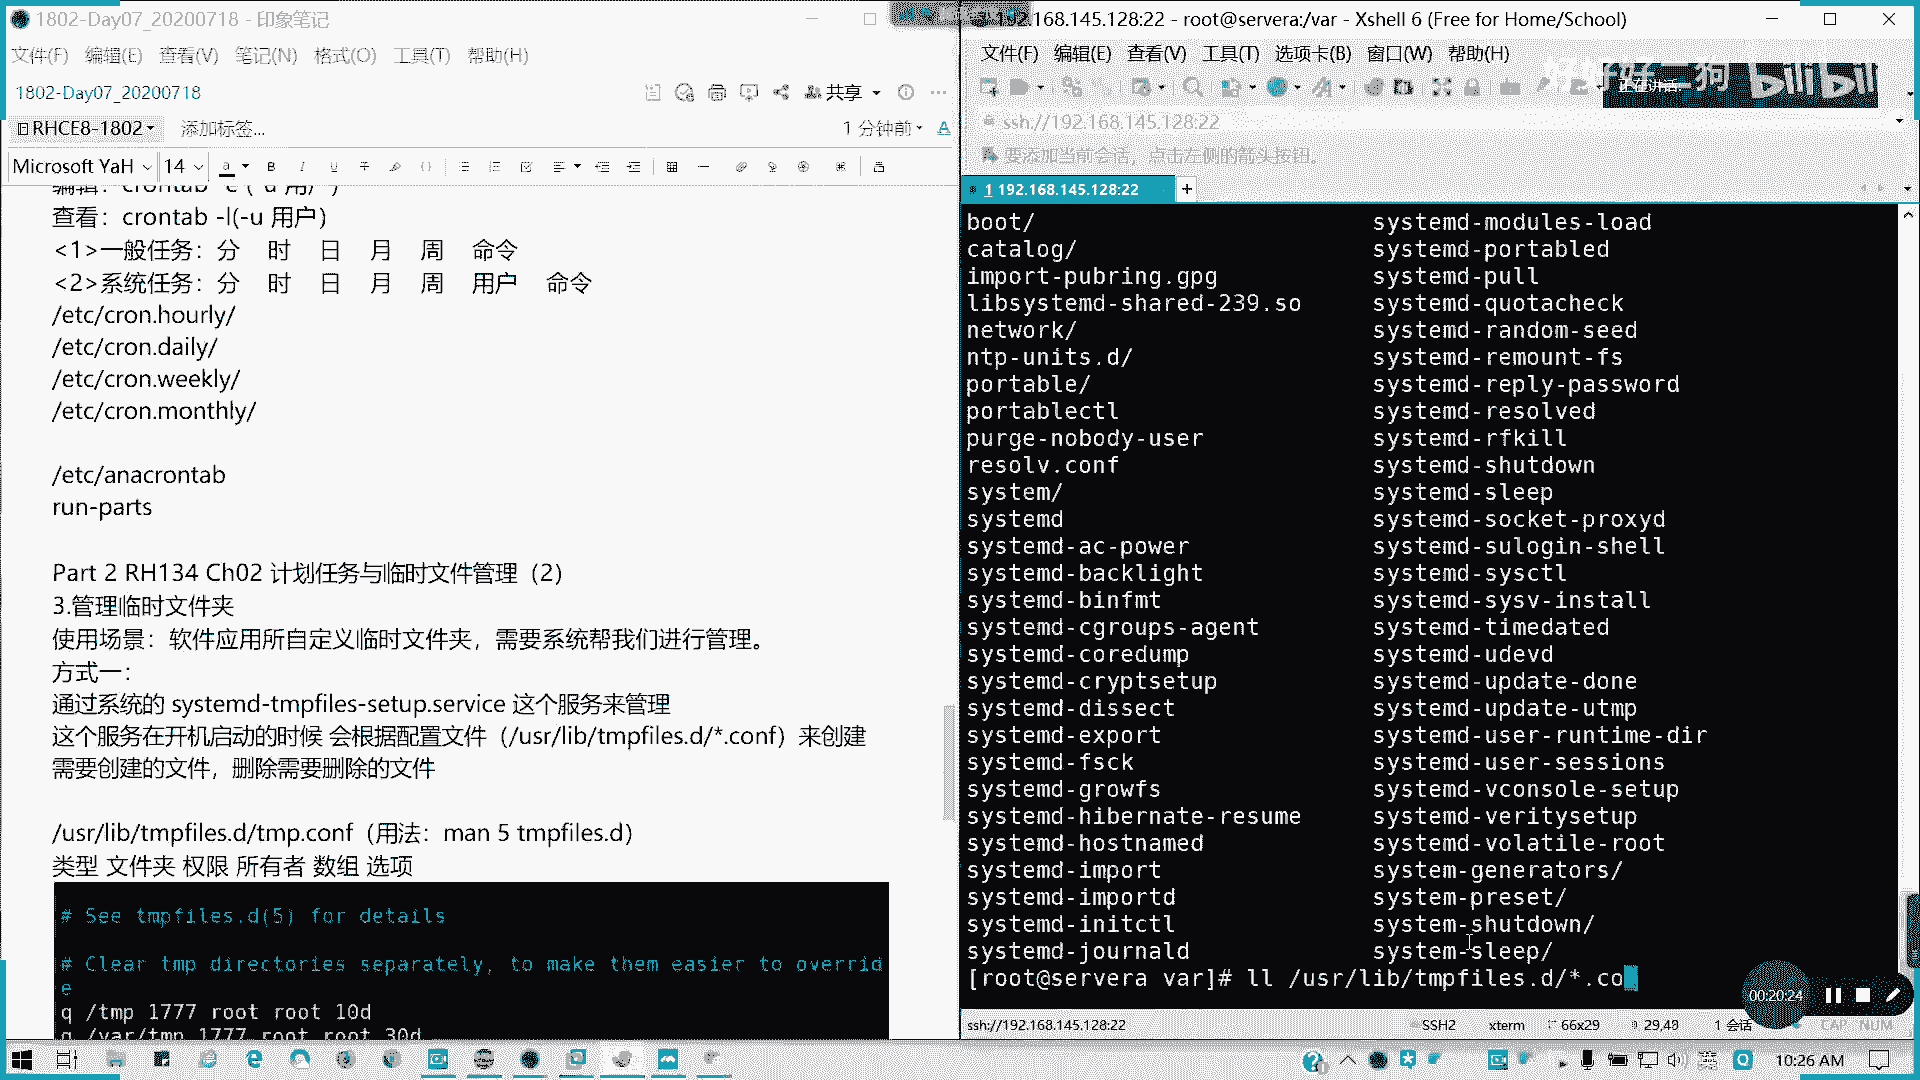 1802-Day07_20200718 - 印象笔记
文件(F) 编辑(E) 查看(V) 笔记(N) 格式(O) 工具(T) 帮助(H)
1802-Day07_20200718
共享
RHCE8-1802 添加标签...
1 分钟前
Microsoft YaH 14
查看：crontab -l(-u 用户)
<1>一般任务：分 时 日 月 周 命令
<2>系统任务：分 时 日 月 周 用户 命令
/etc/cron.hourly/
/etc/cron.daily/
/etc/cron.weekly/
/etc/cron.monthly/
/etc/anacrontab
run-parts
Part 2 RH134 Ch02 计划任务与临时文件管理（2）
3.管理临时文件夹
使用场景：软件应用所自定义临时文件夹，需要系统帮我们进行管理。
方式一：
通过系统的 systemd-tmpfiles-setup.service 这个服务来管理
这个服务在开机启动的时候 会根据配置文件（/usr/lib/tmpfiles.d/*.conf）来创建
需要创建的文件，删除需要删除的文件
/usr/lib/tmpfiles.d/tmp.conf（用法：man 5 tmpfiles.d）
类型 文件夹 权限 所有者 数组 选项
# See tmpfiles.d(5) for details
# Clear tmp directories separately, to make them easier to overrid
e
q /tmp 1777 root root 10d
q /var/tmp 1777 root root 30d
192.168.145.128:22 - root@servera:/var - Xshell 6 (Free for Home/School)
文件(F) 编辑(E) 查看(V) 工具(T) 选项卡(B) 窗口(W) 帮助(H)
bilibili
ssh://192.168.145.128:22
要添加当前会话，点击左侧的箭头按钮。
1 192.168.145.128:22 +
boot/ systemd-modules-load
catalog/ systemd-portabled
import-pubring.gpg systemd-pull
libsystemd-shared-239.so systemd-quotacheck
network/ systemd-random-seed
ntp-units.d/ systemd-remount-fs
portable/ systemd-reply-password
portablectl systemd-resolved
purge-nobody-user systemd-rfkill
resolv.conf systemd-shutdown
system/ systemd-sleep
systemd systemd-socket-proxyd
systemd-ac-power systemd-sulogin-shell
systemd-backlight systemd-sysctl
systemd-binfmt systemd-sysv-install
systemd-cgroups-agent systemd-timedated
systemd-coredump systemd-udevd
systemd-cryptsetup systemd-update-done
systemd-dissect systemd-update-utmp
systemd-export systemd-user-runtime-dir
systemd-fsck systemd-user-sessions
systemd-growfs systemd-vconsole-setup
systemd-hibernate-resume systemd-veritysetup
systemd-hostnamed systemd-volatile-root
systemd-import system-generators/
systemd-importd system-preset/
systemd-initctl system-shutdown/
systemd-journald system-sleep/
[root@servera var]# ll /usr/lib/tmpfiles.d/*.co
00:20:24
ssh://192.168.145.128:22 SSH2 xterm 66x29 29,48 1 会话 CAP NUM
10:26 AM